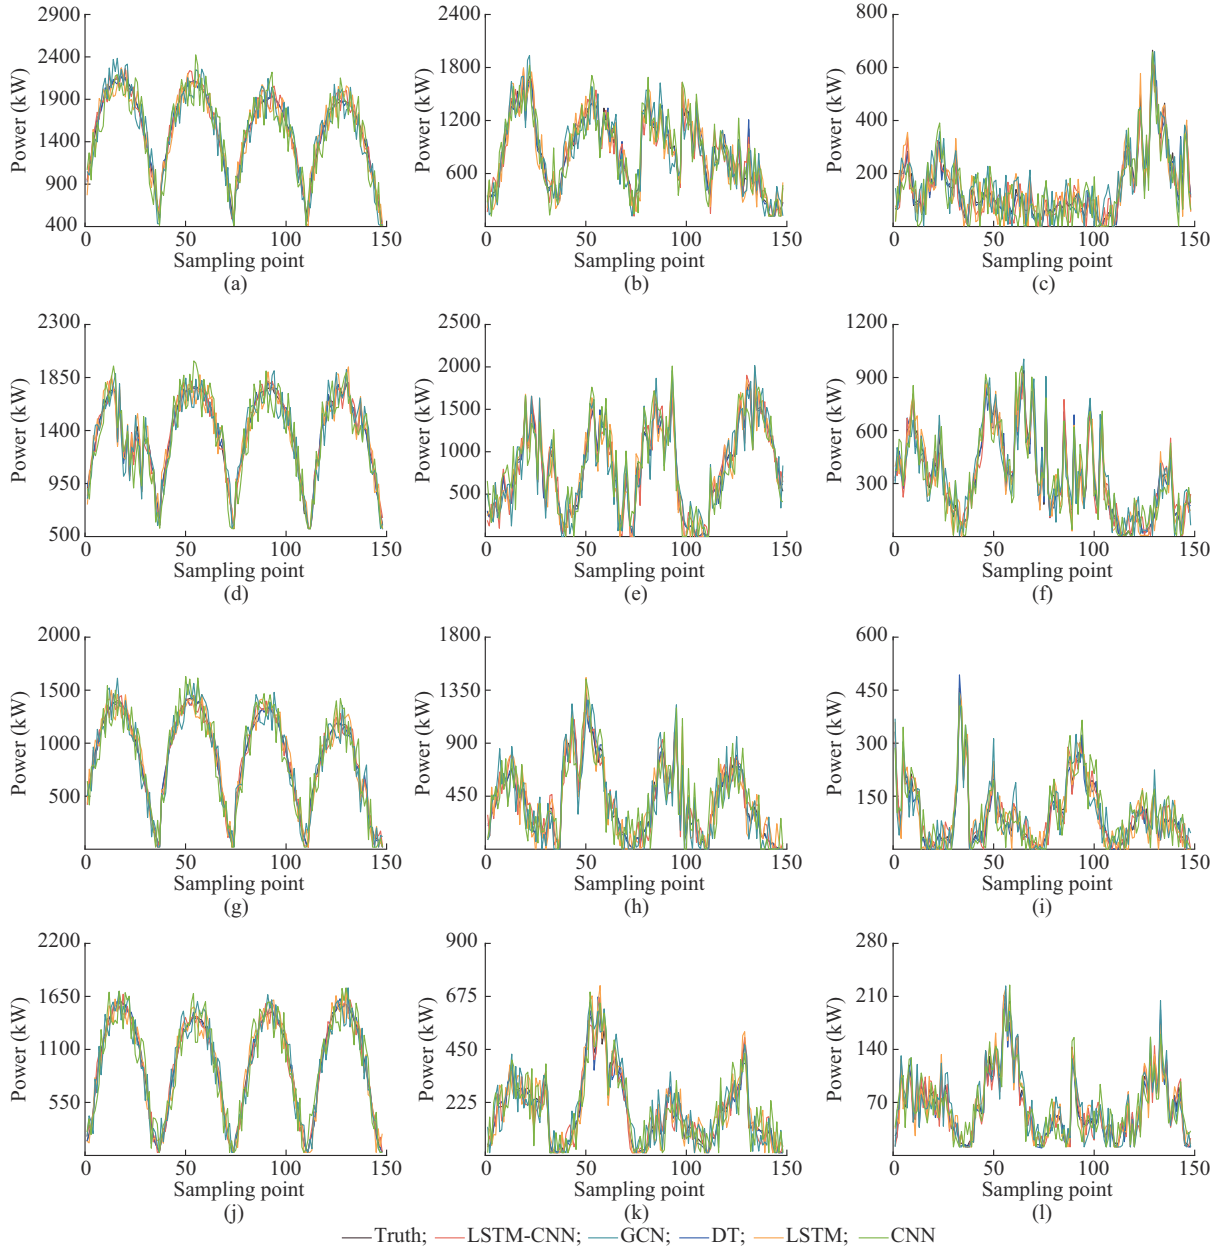 2900
2400
1900
1400
900
400
Power (kW)
0
50
100
150
Sampling point
(a)
2400
1800
1200
600
Power (kW)
0
50
100
150
Sampling point
(b)
800
600
400
200
Power (kW)
0
50
100
150
Sampling point
(c)
2300
1850
1400
950
500
Power (kW)
0
50
100
150
Sampling point
(d)
2500
2000
1500
1000
500
Power (kW)
0
50
100
150
Sampling point
(e)
1200
900
600
300
Power (kW)
0
50
100
150
Sampling point
(f)
2000
1500
1000
500
Power (kW)
0
50
100
150
Sampling point
(g)
1800
1350
900
450
Power (kW)
0
50
100
150
Sampling point
(h)
600
450
300
150
Power (kW)
0
50
100
150
Sampling point
(i)
2200
1650
1100
550
Power (kW)
0
50
100
150
Sampling point
(j)
900
675
450
225
Power (kW)
0
50
100
150
Sampling point
(k)
280
210
140
70
Power (kW)
0
50
100
150
Sampling point
(l)
Truth; LSTM-CNN; GCN; DT; LSTM; CNN